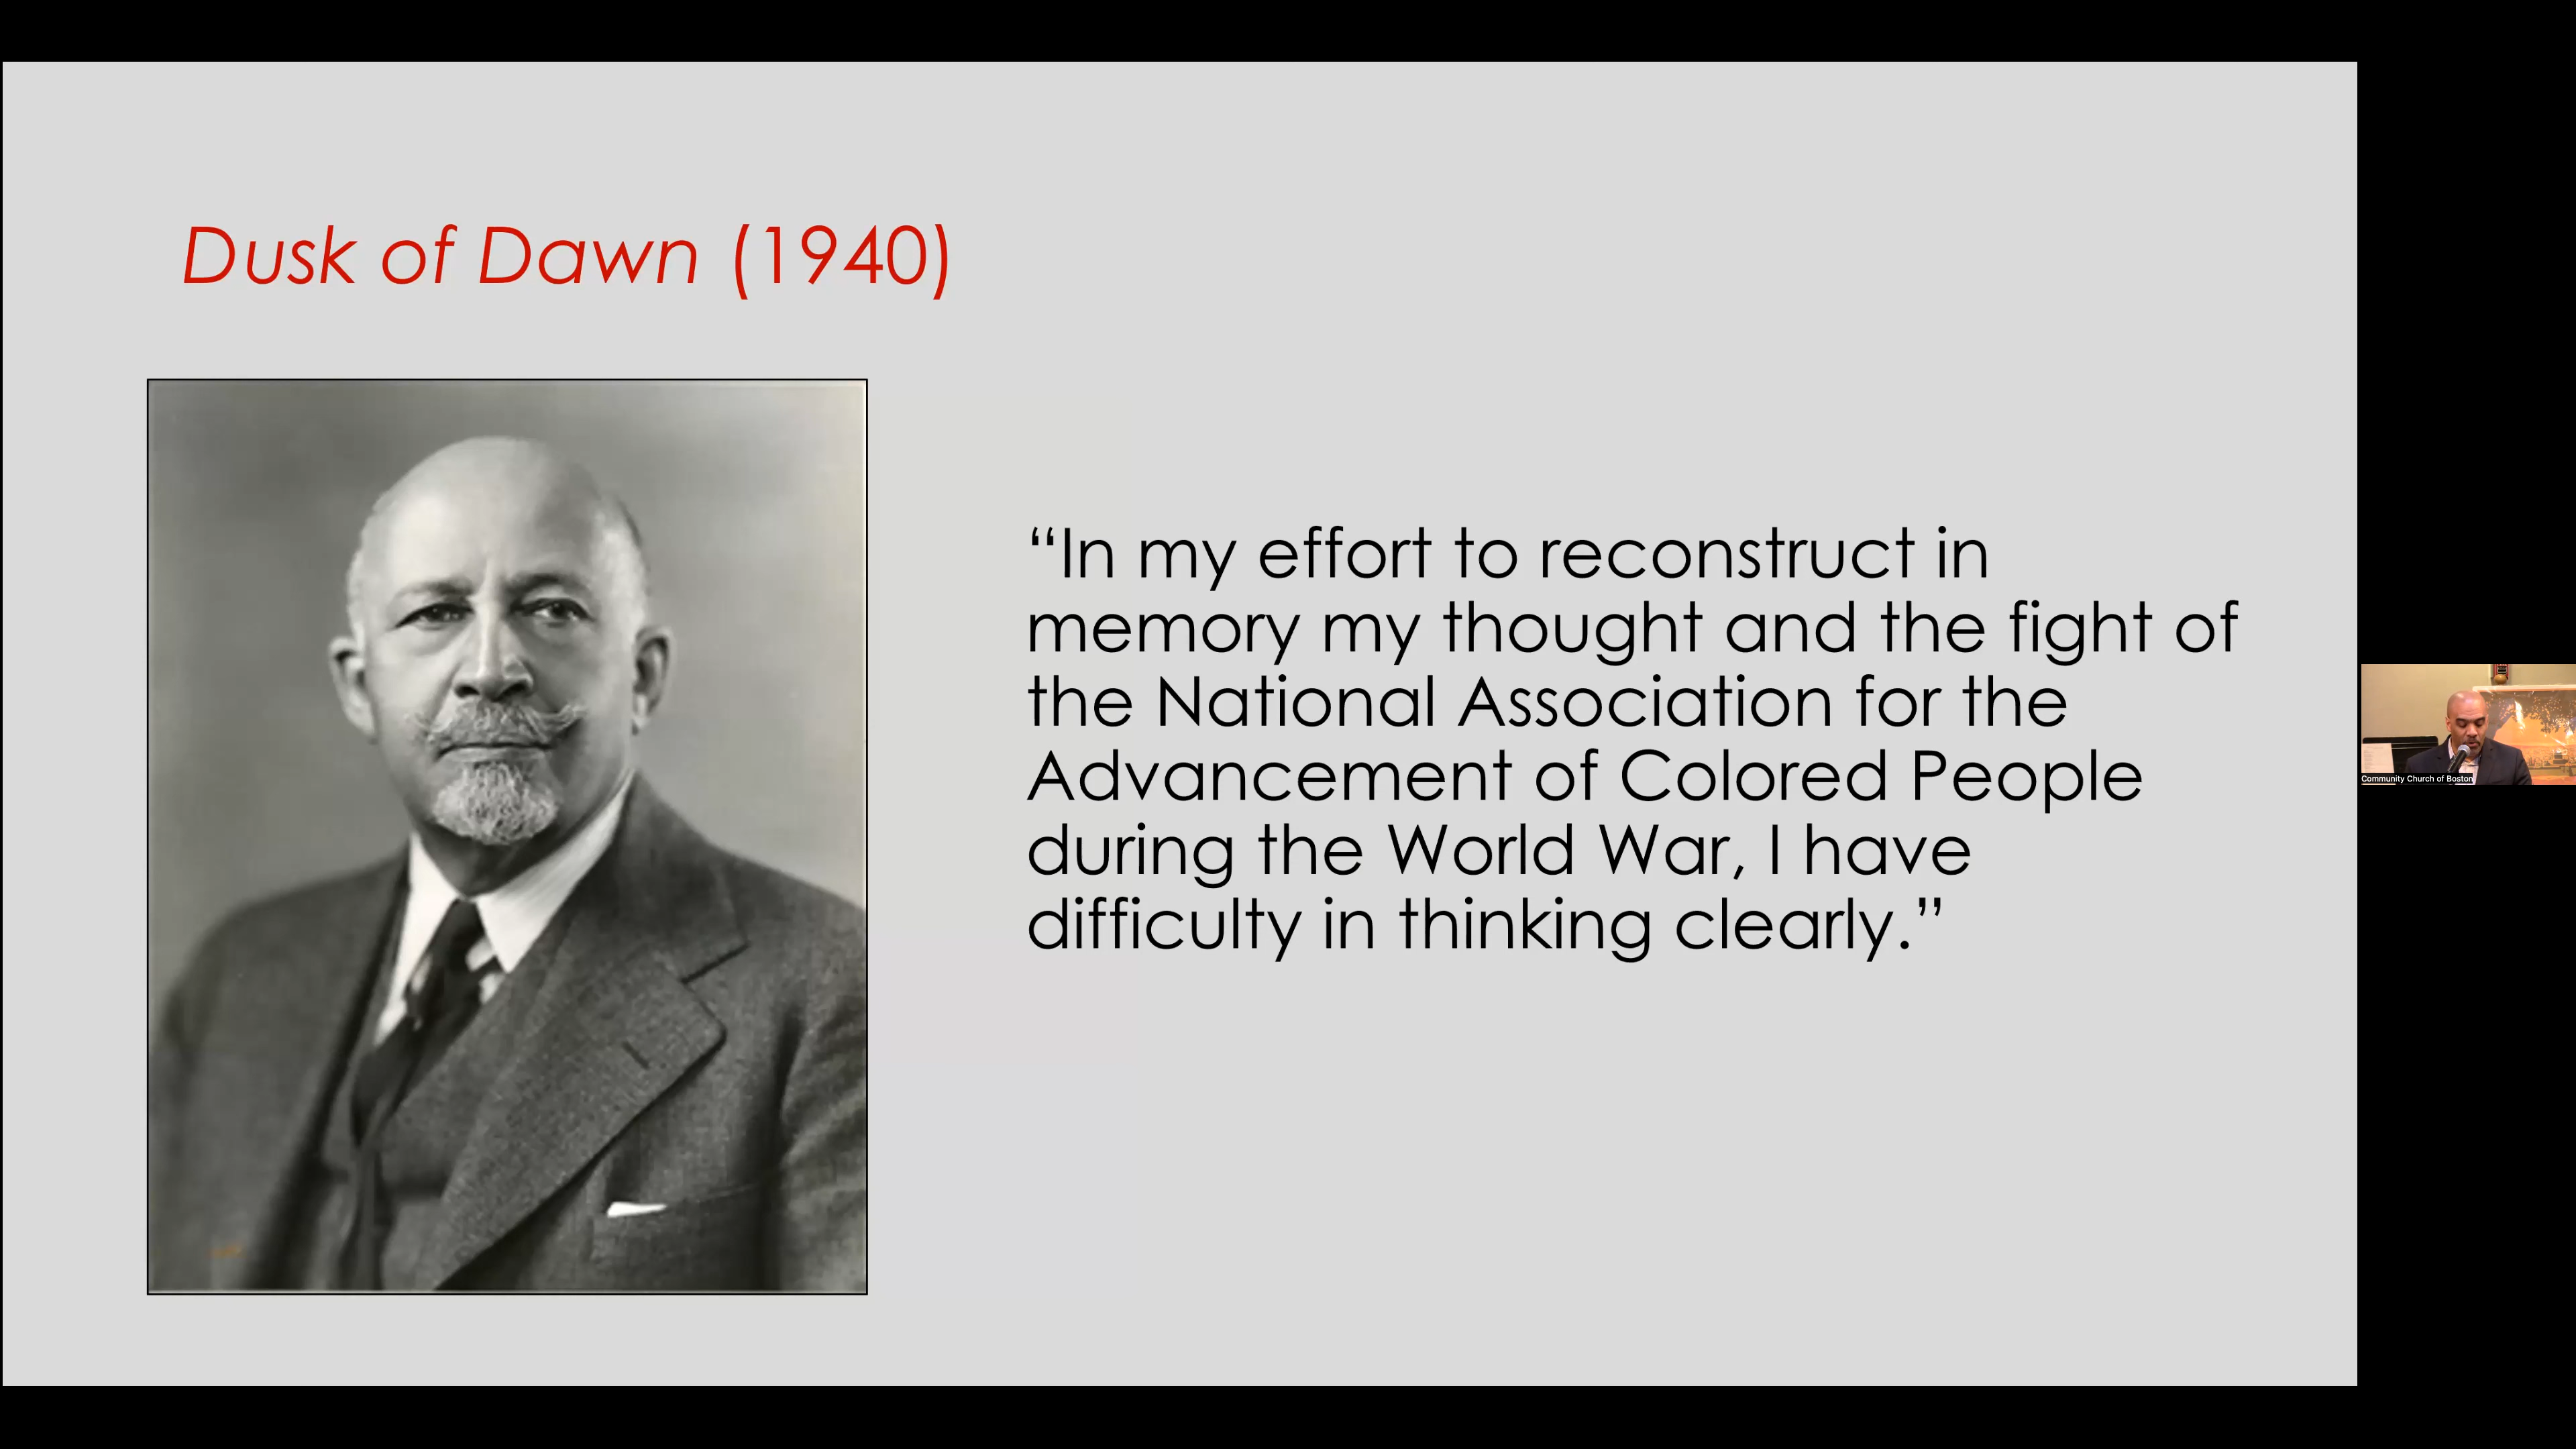 Dusk of Dawn (1940)
“In my effort to reconstruct in
memory my thought and the fight of
the National Association for the
Advancement of Colored People
during the World War, I have
difficulty in thinking clearly.”
Community Church of Boston